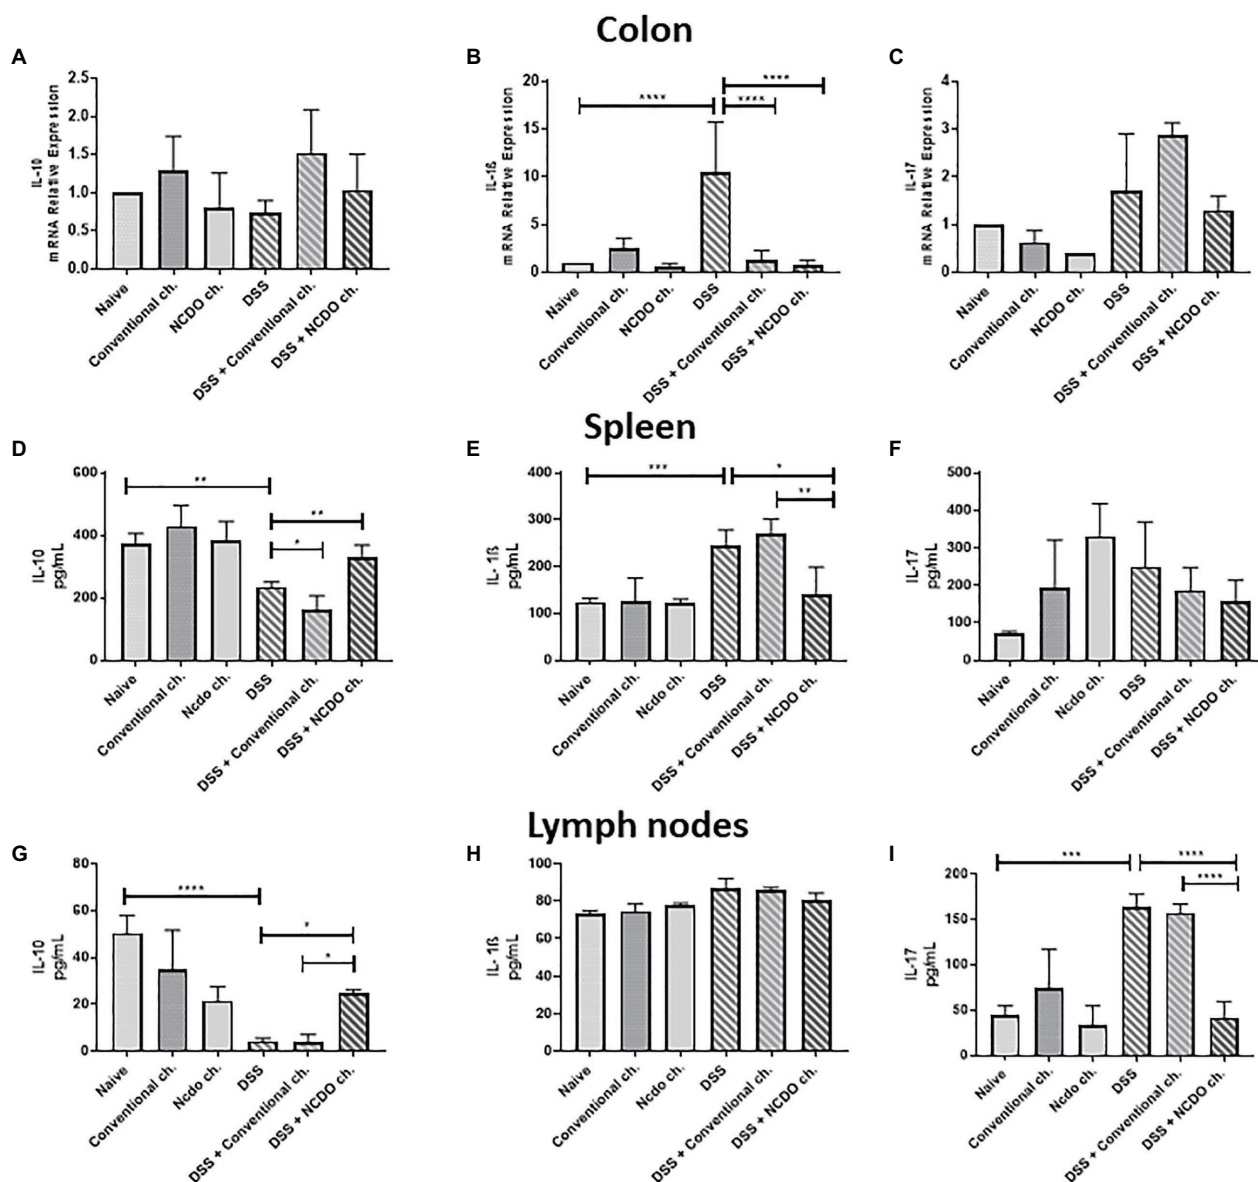 Colon
A
IL-10
mRNA Relative Expression
2.5
2.0
1.5
1.0
0.5
0.0
Naive
Conventional ch.
NCDO ch.
DSS
DSS + Conventional ch.
DSS + NCDO ch.
B
IL-1ß
mRNA Relative Expression
20
15
10
5
0
****
****
****
Naive
Conventional ch.
NCDO ch.
DSS
DSS + Conventional ch.
DSS + NCDO ch.
C
IL-17
mRNA Relative Expression
4
3
2
1
0
Naive
Conventional ch.
NCDO ch.
DSS
DSS + Conventional ch.
DSS + NCDO ch.
Spleen
D
IL-10
pg/mL
600
400
200
0
**
**
*
Naive
Conventional ch.
Ncdo ch.
DSS
DSS + Conventional ch.
DSS + NCDO ch.
E
IL- 1ß
pg/mL
400
300
200
100
0
***
*
**
Naive
Conventional ch.
Ncdo ch.
DSS
DSS + Conventional ch.
DSS + NCDO ch.
F
IL-17
pg/mL
500
400
300
200
100
0
Naive
Conventional ch.
Ncdo ch.
DSS
DSS + Conventional ch.
DSS + NCDO ch.
Lymph nodes
G
IL-10
pg/mL
80
60
40
20
0
****
*
*
Naive
Conventional ch.
Ncdo ch.
DSS
DSS + Conventional ch.
DSS + NCDO ch.
H
IL- 1ß
pg/mL
100
80
60
40
20
0
Naive
Conventional ch.
Ncdo ch.
DSS
DSS + Conventional ch.
DSS + NCDO ch.
I
IL-17
pg/mL
200
150
100
50
0
***
****
****
Naive
Conventional ch.
Ncdo ch.
DSS
DSS + Conventional ch.
DSS + NCDO ch.